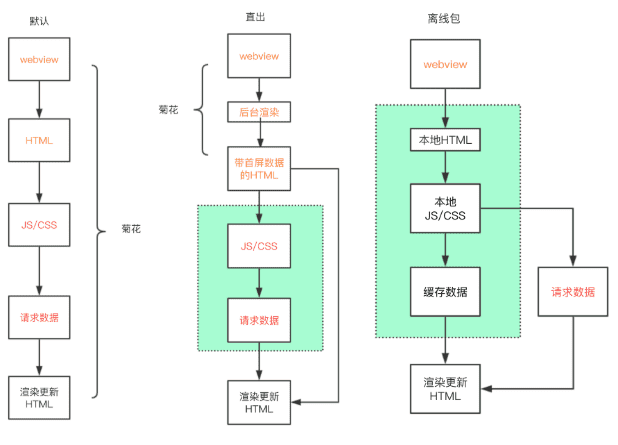 默认
webview
HTML
JS/CSS
请求数据
渲染更新
HTML
菊花
直出
webview
后台渲染
带首屏数据
的HTML
JS/CSS
请求数据
渲染更新
HTML
菊花
离线包
webview
本地HTML
本地
JS/CSS
缓存数据
请求数据
渲染更新
HTML